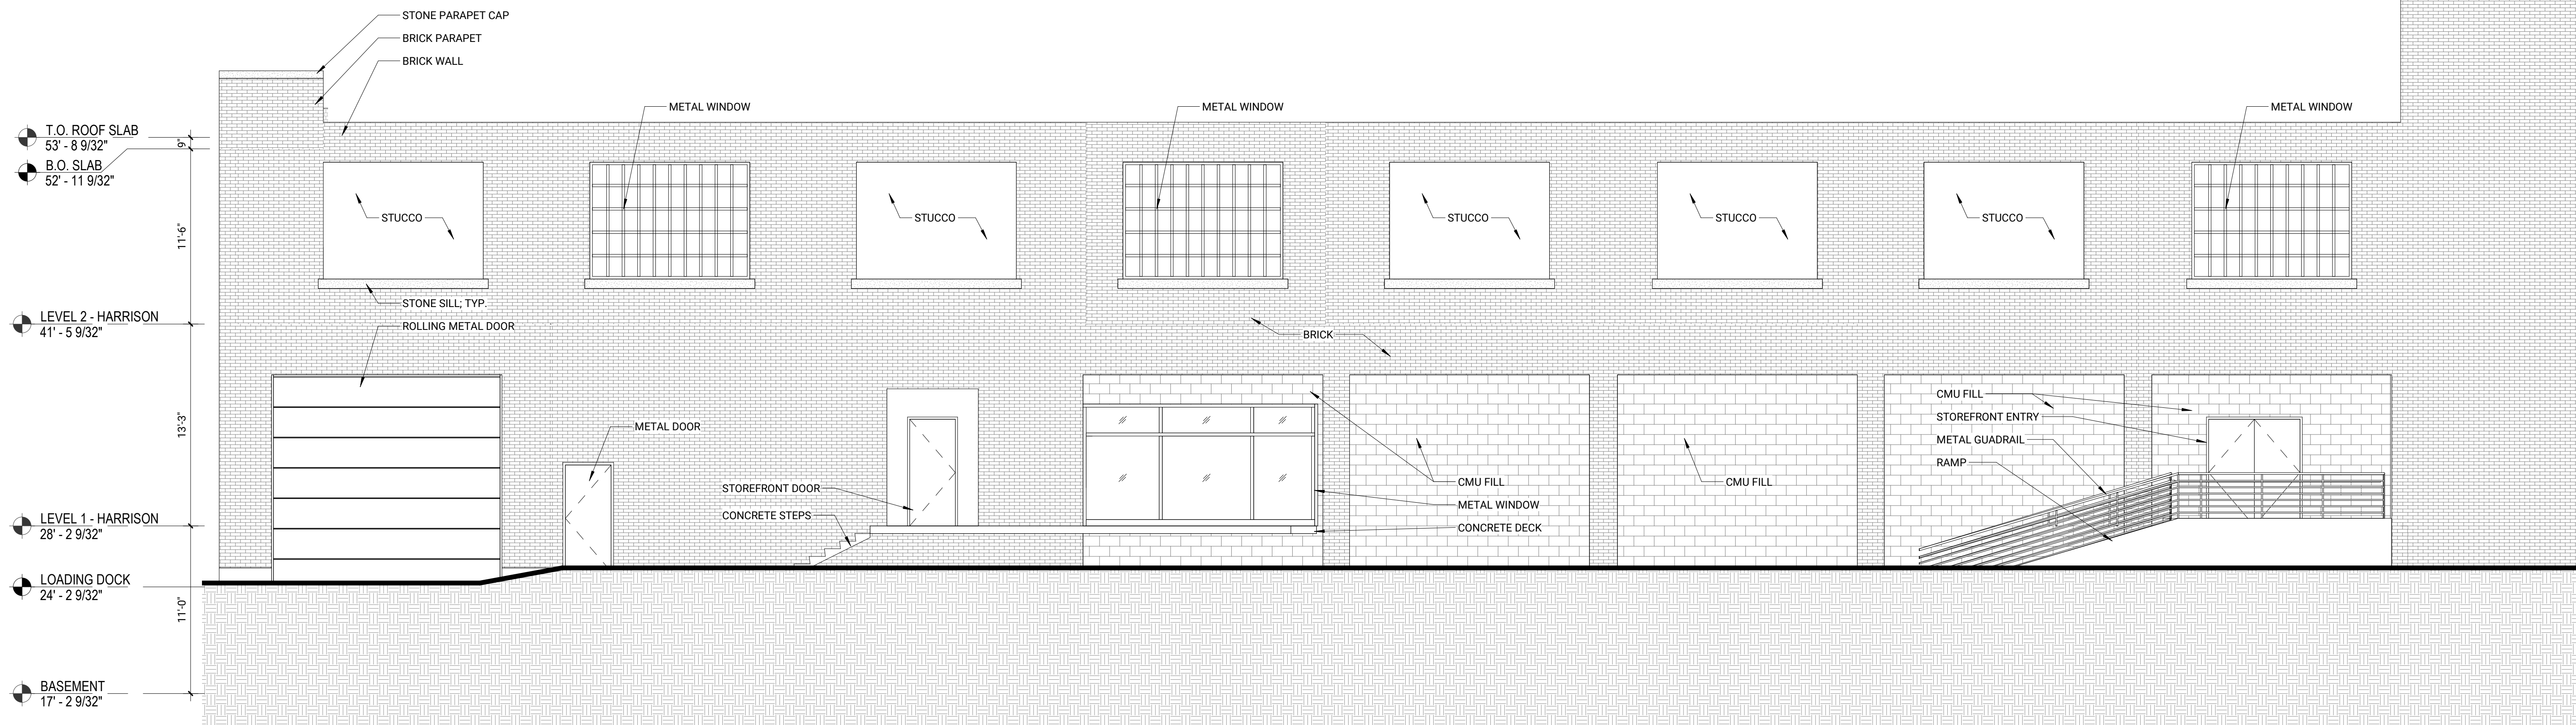 STONE PARAPET CAP
BRICK PARAPET
BRICK WALL
METAL WINDOW
METAL WINDOW
METAL WINDOW
T.O. ROOF SLAB
53' - 8 9/32"
9"
B.O. SLAB
52' - 11 9/32"
STUCCO
STUCCO
STUCCO
STUCCO
STUCCO
11'-6"
STONE SILL; TYP.
LEVEL 2 - HARRISON
41' - 5 9/32"
ROLLING METAL DOOR
BRICK
CMU FILL
STOREFRONT ENTRY
METAL GUADRAIL
RAMP
13'-3"
METAL DOOR
STOREFRONT DOOR
CONCRETE STEPS
CMU FILL
METAL WINDOW
CONCRETE DECK
CMU FILL
LEVEL 1 - HARRISON
28' - 2 9/32"
LOADING DOCK
24' - 2 9/32"
11'-0"
BASEMENT
17' - 2 9/32"